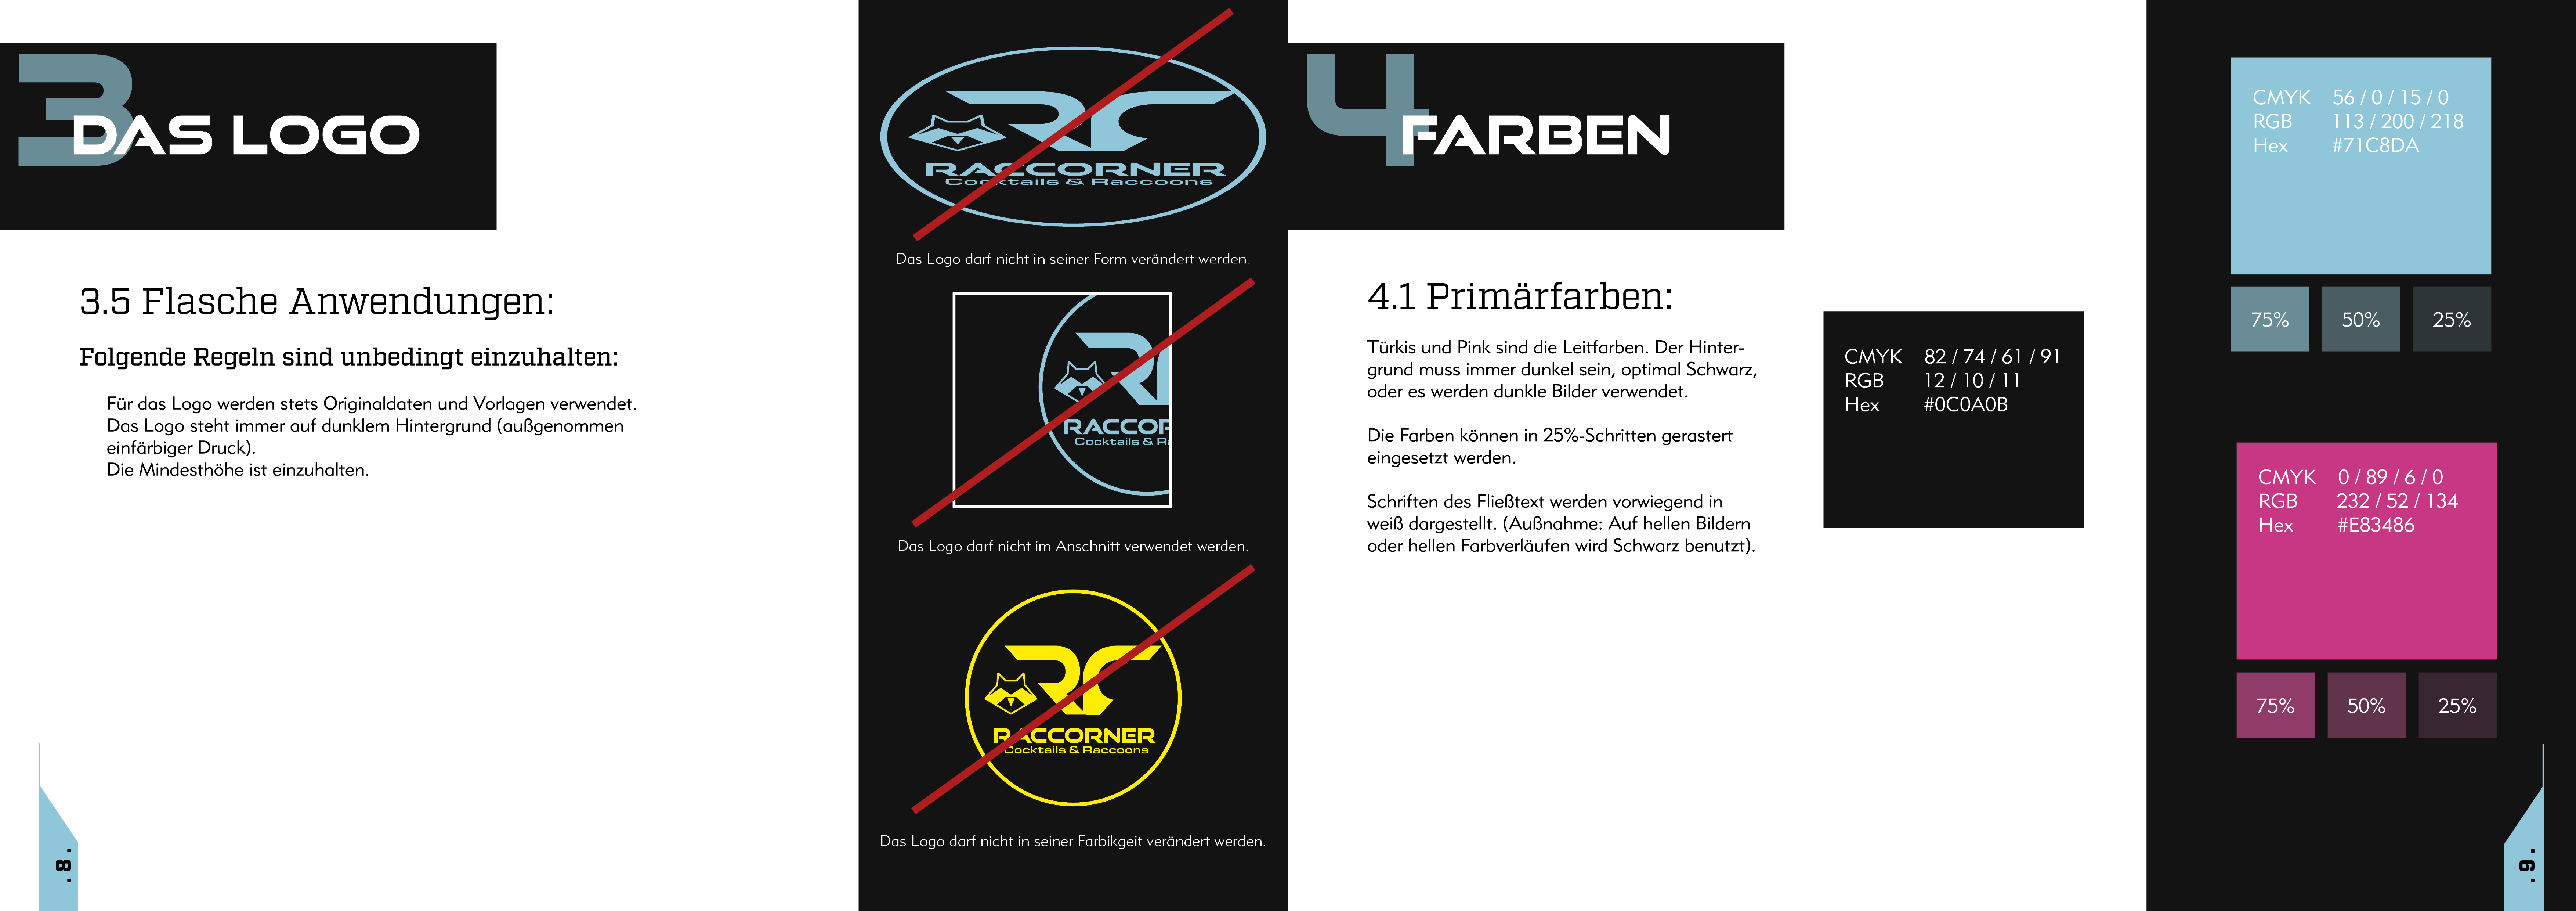 3
DAS LOGO
3.5 Flasche Anwendungen:
Folgende Regeln sind unbedingt einzuhalten:
Für das Logo werden stets Originaldaten und Vorlagen verwendet.
Das Logo steht immer auf dunklem Hintergrund (außgenommen
einfärbiger Druck).
Die Mindesthöhe ist einzuhalten.
.8.
RC
RACCORNER
Cocktails & Raccoons
Das Logo darf nicht in seiner Form verändert werden.
R
RACCOR
Cocktails & Ra
Das Logo darf nicht im Anschnitt verwendet werden.
RC
RACCORNER
Cocktails & Raccoons
Das Logo darf nicht in seiner Farbikgeit verändert werden.
4
FARBEN
4.1 Primärfarben:
Türkis und Pink sind die Leitfarben. Der Hinter-
grund muss immer dunkel sein, optimal Schwarz,
oder es werden dunkle Bilder verwendet.
Die Farben können in 25%-Schritten gerastert
eingesetzt werden.
Schriften des Fließtext werden vorwiegend in
weiß dargestellt. (Außnahme: Auf hellen Bildern
oder hellen Farbverläufen wird Schwarz benutzt).
CMYK 82 / 74 / 61 / 91
RGB 12 / 10 / 11
Hex #0C0A0B
CMYK 56 / 0 / 15 / 0
RGB 113 / 200 / 218
Hex #71C8DA
75% 50% 25%
CMYK 0 / 89 / 6 / 0
RGB 232 / 52 / 134
Hex #E83486
75% 50% 25%
.9.